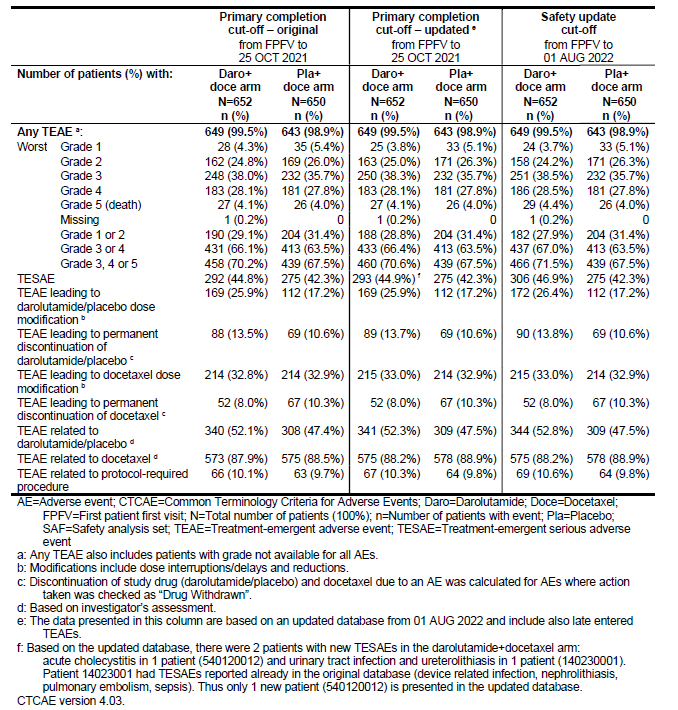 Primary completion cut-off – original from FPFV to 25 OCT 2021 | Primary completion cut-off – updated e from FPFV to 25 OCT 2021 | Safety update cut-off from FPFV to 01 AUG 2022
Number of patients (%) with: | Daro+ doce arm N=652 n (%) | Pla+ doce arm N=650 n (%) | Daro+ doce arm N=652 n (%) | Pla+ doce arm N=650 n (%) | Daro+ doce arm N=652 n (%) | Pla+ doce arm N=650 n (%)
Any TEAE a: 649 (99.5%) 643 (98.9%) 649 (99.5%) 643 (98.9%) 649 (99.5%) 643 (98.9%)
Worst Grade 1 28 (4.3%) 35 (5.4%) 25 (3.8%) 33 (5.1%) 24 (3.7%) 33 (5.1%)
Grade 2 162 (24.8%) 169 (26.0%) 163 (25.0%) 171 (26.3%) 158 (24.2%) 171 (26.3%)
Grade 3 248 (38.0%) 232 (35.7%) 250 (38.3%) 232 (35.7%) 251 (38.5%) 232 (35.7%)
Grade 4 183 (28.1%) 181 (27.8%) 183 (28.1%) 181 (27.8%) 186 (28.5%) 181 (27.8%)
Grade 5 (death) 27 (4.1%) 26 (4.0%) 27 (4.1%) 26 (4.0%) 29 (4.4%) 26 (4.0%)
Missing 1 (0.2%) 0 1 (0.2%) 0 1 (0.2%) 0
Grade 1 or 2 190 (29.1%) 204 (31.4%) 188 (28.8%) 204 (31.4%) 182 (27.9%) 204 (31.4%)
Grade 3 or 4 431 (66.1%) 413 (63.5%) 433 (66.4%) 413 (63.5%) 437 (67.0%) 413 (63.5%)
Grade 3, 4 or 5 458 (70.2%) 439 (67.5%) 460 (70.6%) 439 (67.5%) 466 (71.5%) 439 (67.5%)
TESAE 292 (44.8%) 275 (42.3%) 293 (44.9%) f 275 (42.3%) 306 (46.9%) 275 (42.3%)
TEAE leading to 169 (25.9%) 112 (17.2%) 169 (25.9%) 112 (17.2%) 172 (26.4%) 112 (17.2%)
darolutamide/placebo dose
modification b
TEAE leading to permanent 88 (13.5%) 69 (10.6%) 89 (13.7%) 69 (10.6%) 90 (13.8%) 69 (10.6%)
discontinuation of
darolutamide/placebo c
TEAE leading to docetaxel dose 214 (32.8%) 214 (32.9%) 215 (33.0%) 214 (32.9%) 215 (33.0%) 214 (32.9%)
modification b
TEAE leading to permanent 52 (8.0%) 67 (10.3%) 52 (8.0%) 67 (10.3%) 52 (8.0%) 67 (10.3%)
discontinuation of docetaxel c
TEAE related to 340 (52.1%) 308 (47.4%) 341 (52.3%) 309 (47.5%) 344 (52.8%) 309 (47.5%)
darolutamide/placebo d
TEAE related to docetaxel d 573 (87.9%) 575 (88.5%) 575 (88.2%) 578 (88.9%) 575 (88.2%) 578 (88.9%)
TEAE related to protocol-required 66 (10.1%) 63 (9.7%) 67 (10.3%) 64 (9.8%) 69 (10.6%) 64 (9.8%)
procedure
AE=Adverse event; CTCAE=Common Terminology Criteria for Adverse Events; Daro=Darolutamide; Doce=Docetaxel;
FPFV=First patient first visit; N=Total number of patients (100%); n=Number of patients with event; Pla=Placebo;
SAF=Safety analysis set; TEAE=Treatment-emergent adverse event; TESAE=Treatment-emergent serious adverse
event
a: Any TEAE also includes patients with grade not available for all AEs.
b: Modifications include dose interruptions/delays and reductions.
c: Discontinuation of study drug (darolutamide/placebo) and docetaxel due to an AE was calculated for AEs where action
taken was checked as “Drug Withdrawn”.
d: Based on investigator’s assessment.
e: The data presented in this column are based on an updated database from 01 AUG 2022 and include also late entered
TEAEs.
f: Based on the updated database, there were 2 patients with new TESAEs in the darolutamide+docetaxel arm:
acute cholecystitis in 1 patient (540120012) and urinary tract infection and ureterolithiasis in 1 patient (140230001).
Patient 14023001 had TESAEs reported already in the original database (device related infection, nephrolithiasis,
pulmonary embolism, sepsis). Thus only 1 new patient (540120012) is presented in the updated database.
CTCAE version 4.03.